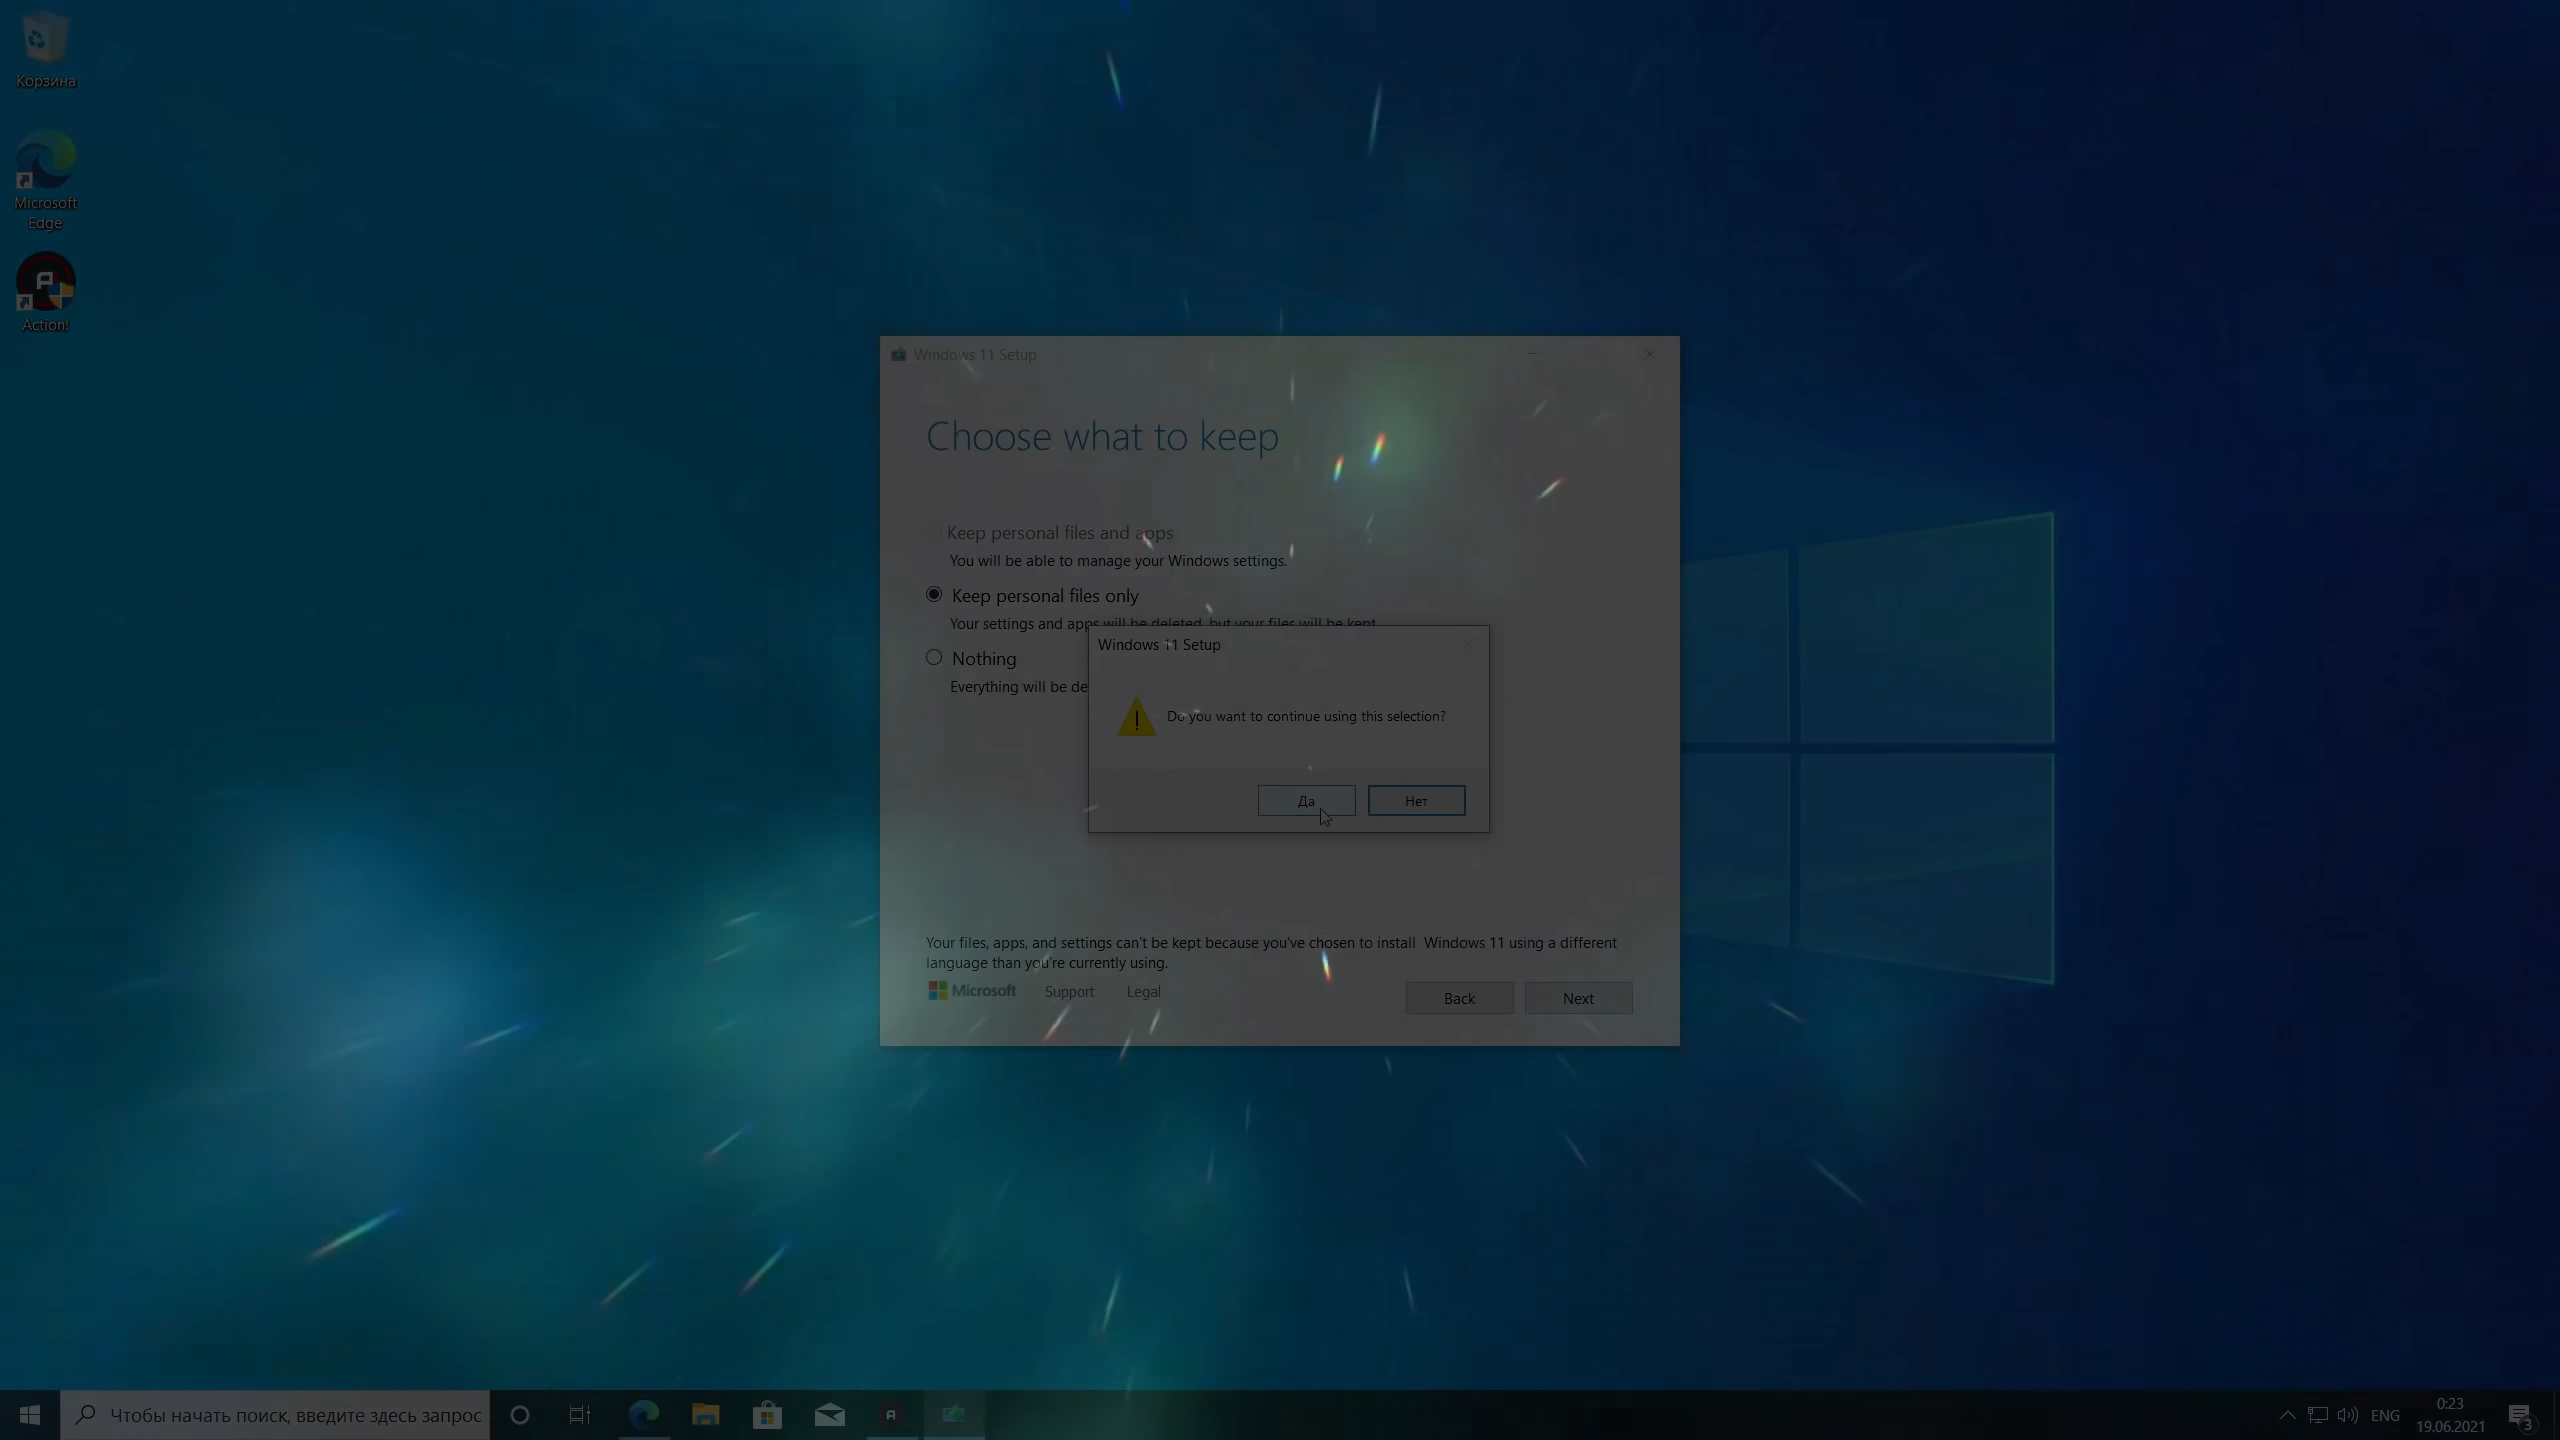 Корзина
Microsoft
Edge
Action!
Windows 11 Setup
Choose what to keep
Keep personal files and apps
You will be able to manage your Windows settings.
Keep personal files only
Your settings and apps will be deleted, but your files will be kept.
Nothing
Everything will be de
Windows 11 Setup
Do you want to continue using this selection?
Да
Нет
Your files, apps, and settings can't be kept because you've chosen to install Windows 11 using a different
language than you're currently using.
Microsoft Support Legal
Back Next
Чтобы начать поиск, введите здесь запрос
ENG
0:23
19.06.2021
3